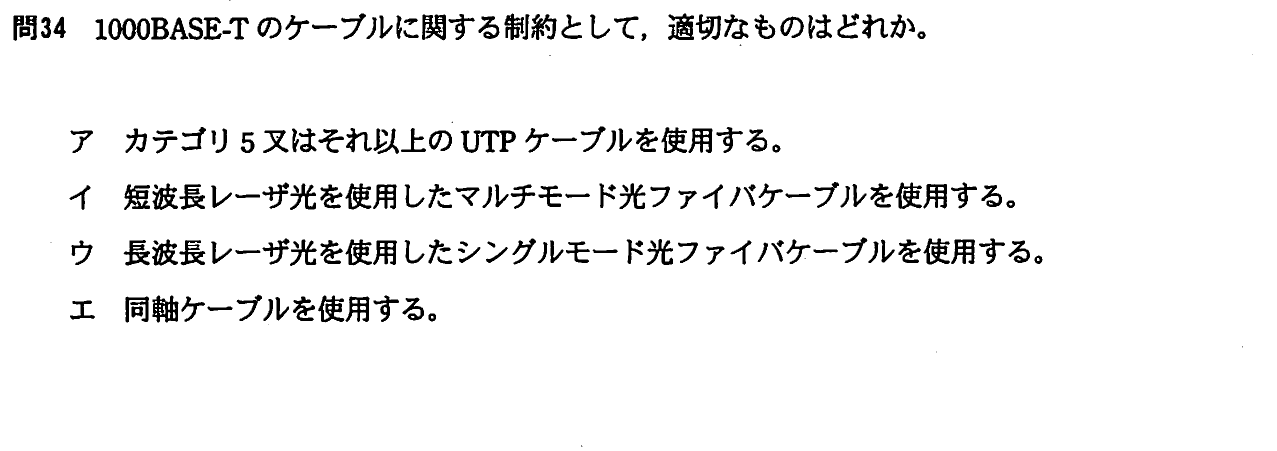 問34 1000BASE-T のケーブルに関する制約として，適切なものはどれか。
ア カテゴリ 5 又はそれ以上の UTP ケーブルを使用する。
イ 短波長レーザ光を使用したマルチモード光ファイバケーブルを使用する。
ウ 長波長レーザ光を使用したシングルモード光ファイバケーブルを使用する。
エ 同軸ケーブルを使用する。